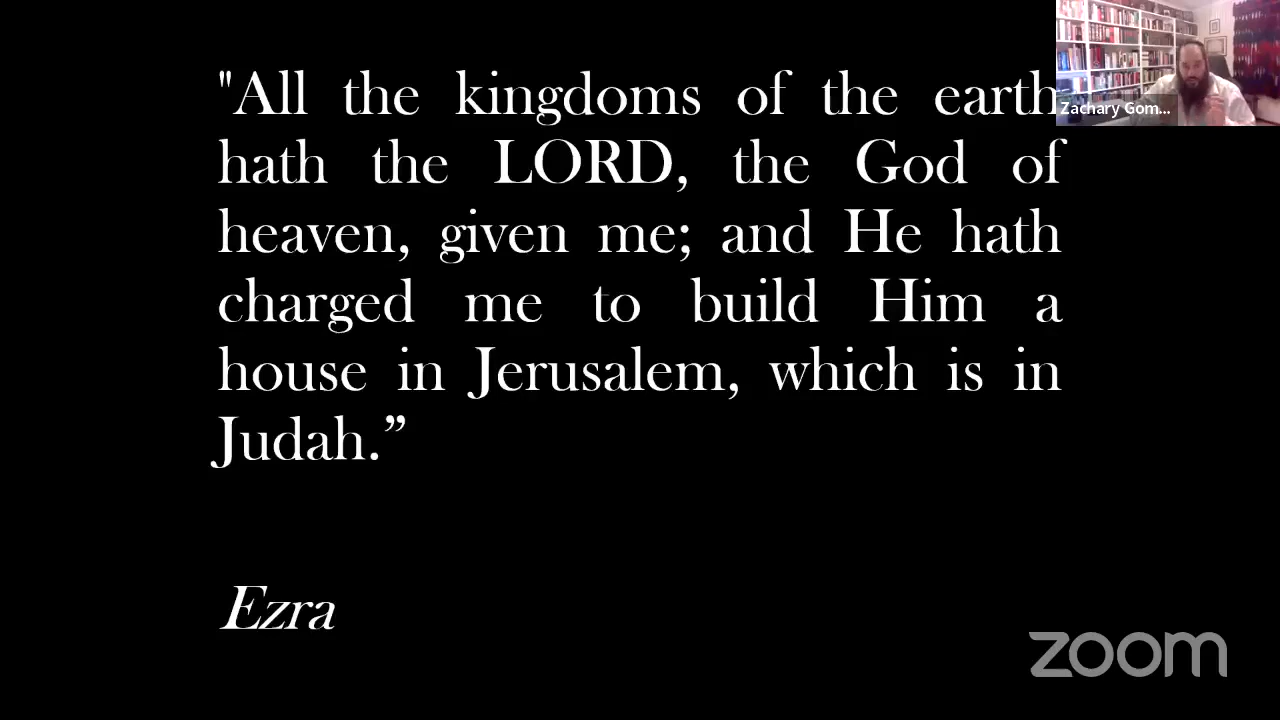 "All the kingdoms of the earth
hath the LORD, the God of
heaven, given me; and He hath
charged me to build Him a
house in Jerusalem, which is in
Judah.”
Ezra
Zachary Gom...
zoom